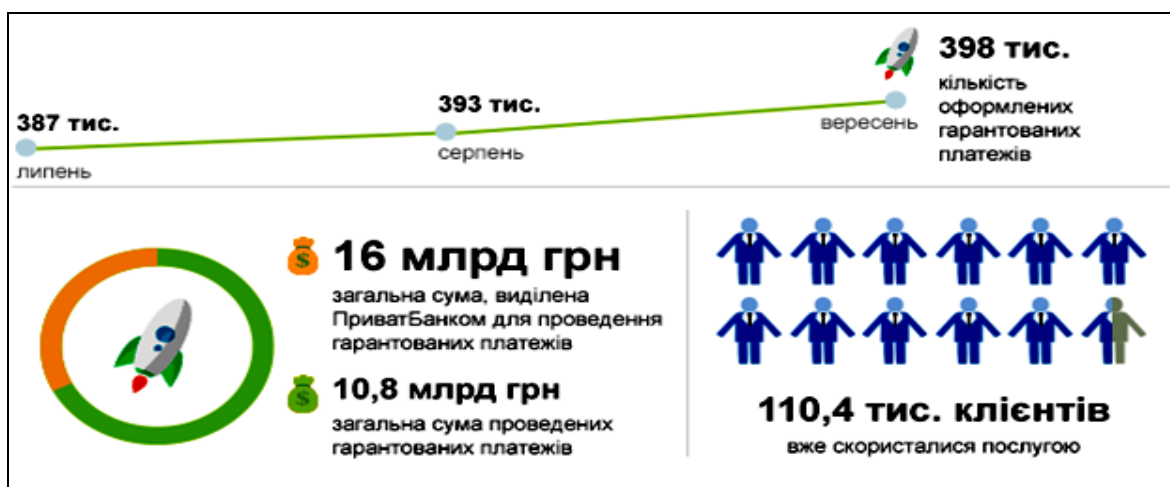 387 тис.
липень
393 тис.
серпень
вересень
398 тис.
кількість
оформлених
гарантованих
платежів
16 млрд грн
загальна сума, виділена
ПриватБанком для проведення
гарантованих платежів
10,8 млрд грн
загальна сума проведених
гарантованих платежів
110,4 тис. клієнтів
вже скористалися послугою